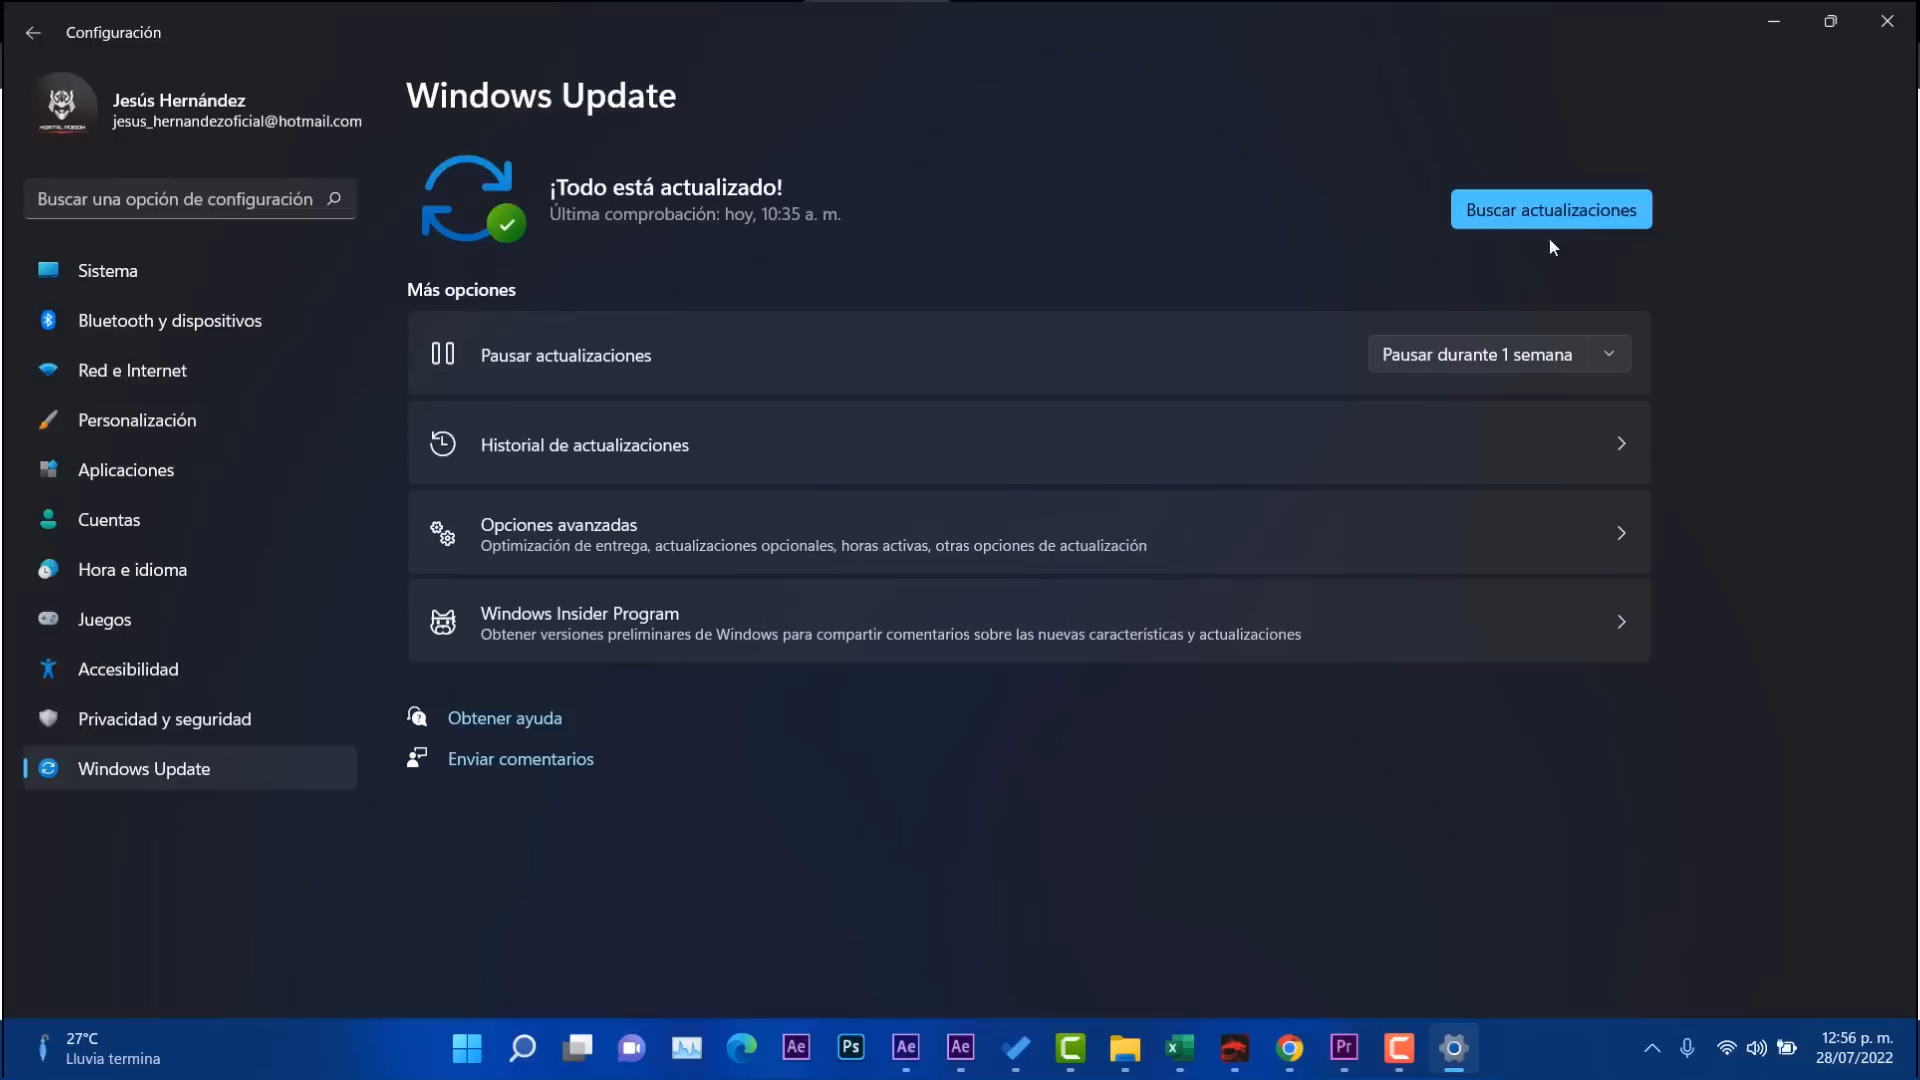 Configuración
Jesús Hernández
jesus_hernandezoficial@hotmail.com
Buscar una opción de configuración
Sistema
Bluetooth y dispositivos
Red e Internet
Personalización
Aplicaciones
Cuentas
Hora e idioma
Juegos
Accesibilidad
Privacidad y seguridad
Windows Update
Windows Update
¡Todo está actualizado!
Última comprobación: hoy, 10:35 a. m.
Buscar actualizaciones
Más opciones
Pausar actualizaciones
Pausar durante 1 semana
Historial de actualizaciones
Opciones avanzadas
Optimización de entrega, actualizaciones opcionales, horas activas, otras opciones de actualización
Windows Insider Program
Obtener versiones preliminares de Windows para compartir comentarios sobre las nuevas características y actualizaciones
Obtener ayuda
Enviar comentarios
27°C
Lluvia termina
Ae
Ps
Ae
Ae
Pr
12:56 p. m.
28/07/2022